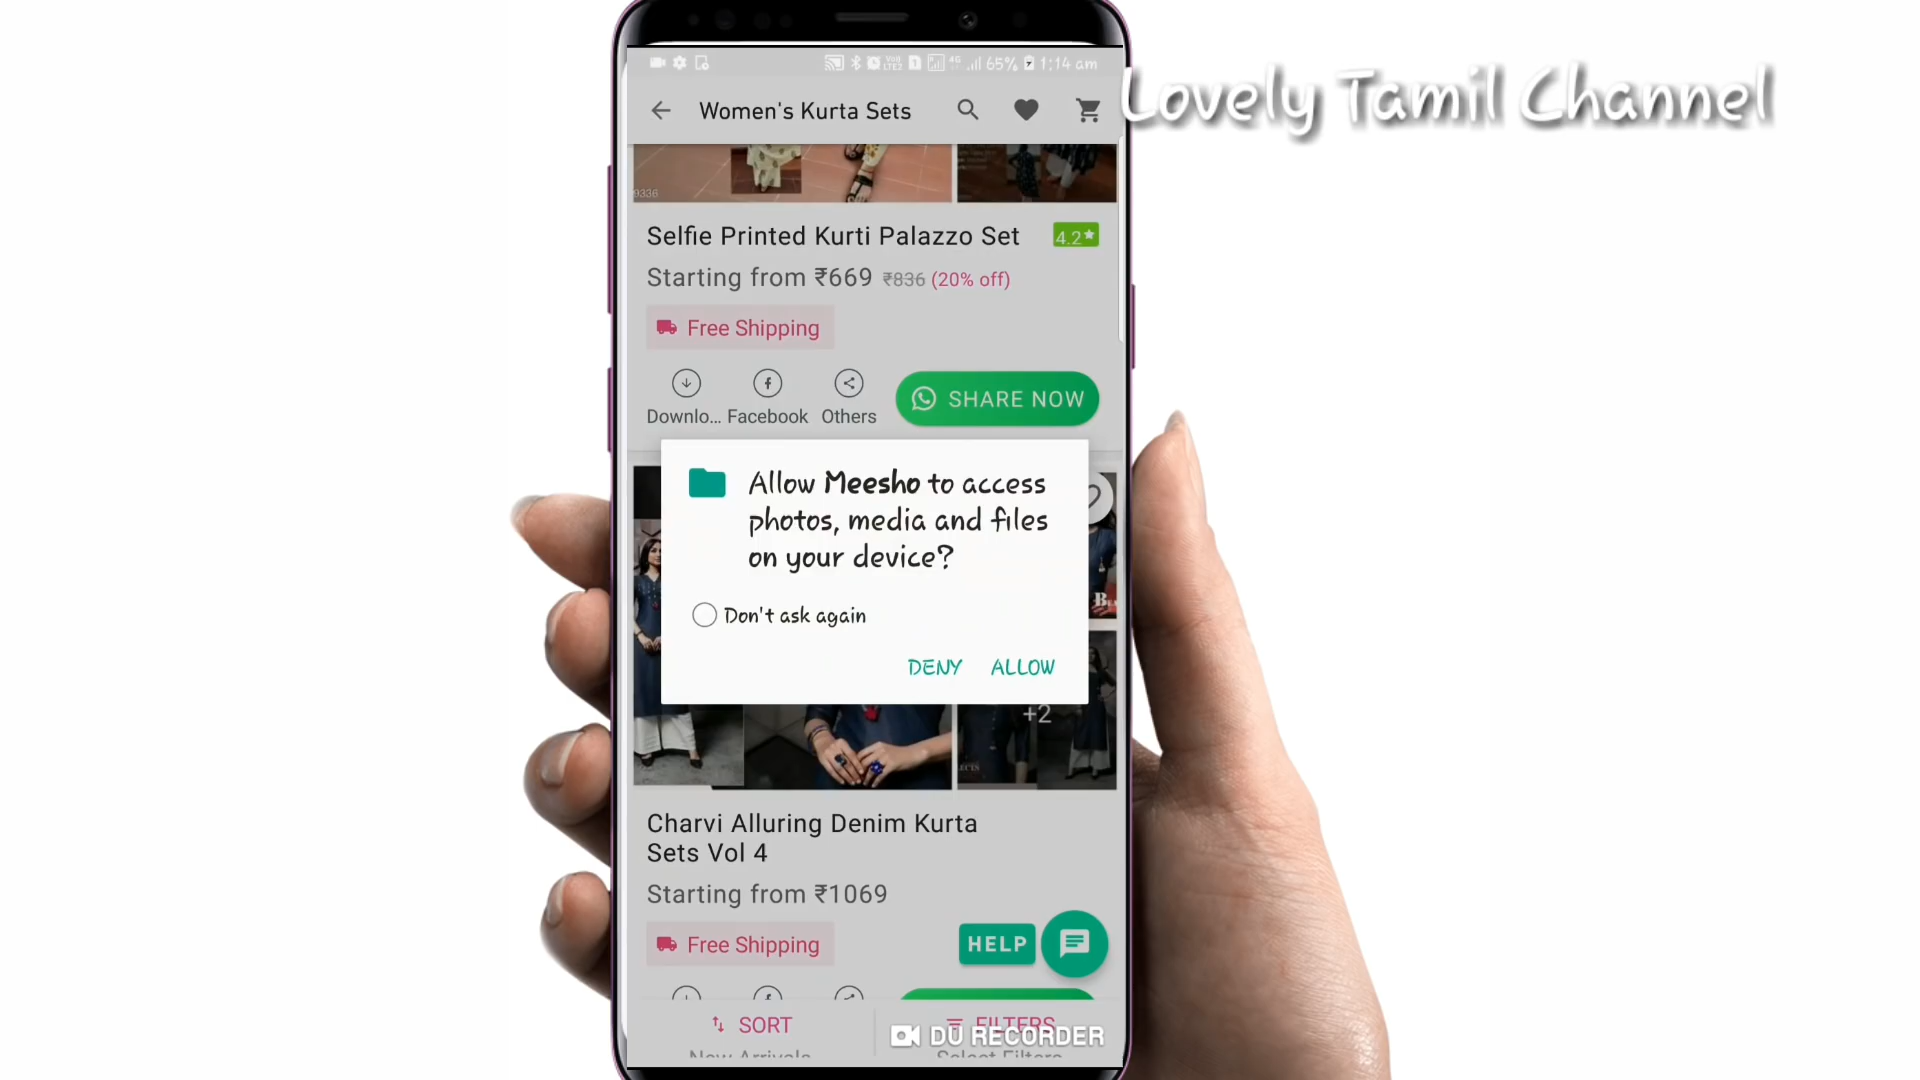 65% 1:14 am
Lovely Tamil Channel
Women's Kurta Sets
9336
Selfie Printed Kurti Palazzo Set
4.2★
Starting from ₹669 ₹836 (20% off)
Free Shipping
Downlo... Facebook Others
SHARE NOW
Allow Meesho to access
photos, media and files
on your device?
Don't ask again
DENY ALLOW
+2
Charvi Alluring Denim Kurta
Sets Vol 4
Starting from ₹1069
Free Shipping
HELP
SORT
FILTERS
DU RECORDER
New Arrivals
Select Filters